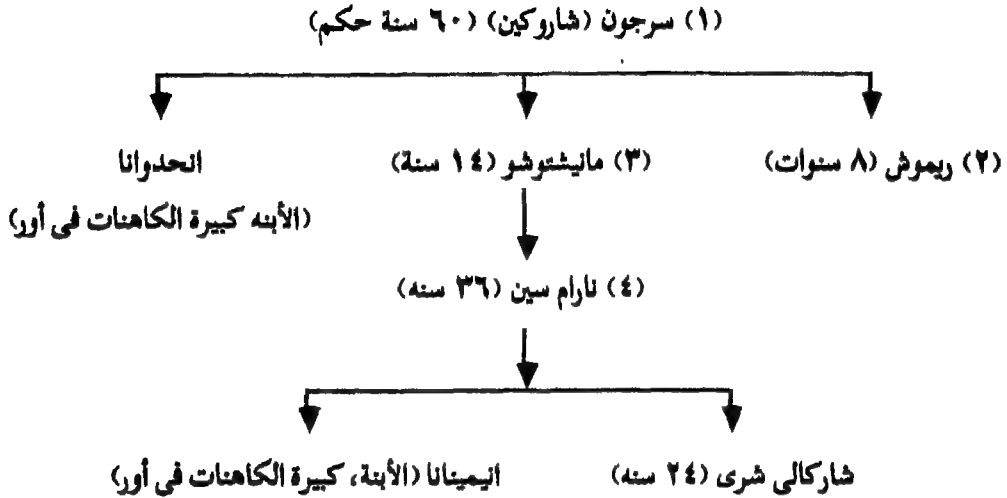 (١) سرجون (شاروكين) (٦٠ سنة حكم)
(٢) ريموش (٨ سنوات)
(٣) مانيشتوشو (١٤ سنة)
انحدوانا
(الأبنه كبيرة الكاهنات فى أور)
(٤) نارام سين (٣٦ سنه)
شاركالى شرى (٢٤ سنه)
انيمينانا (الأبنة، كبيرة الكاهنات فى أور)